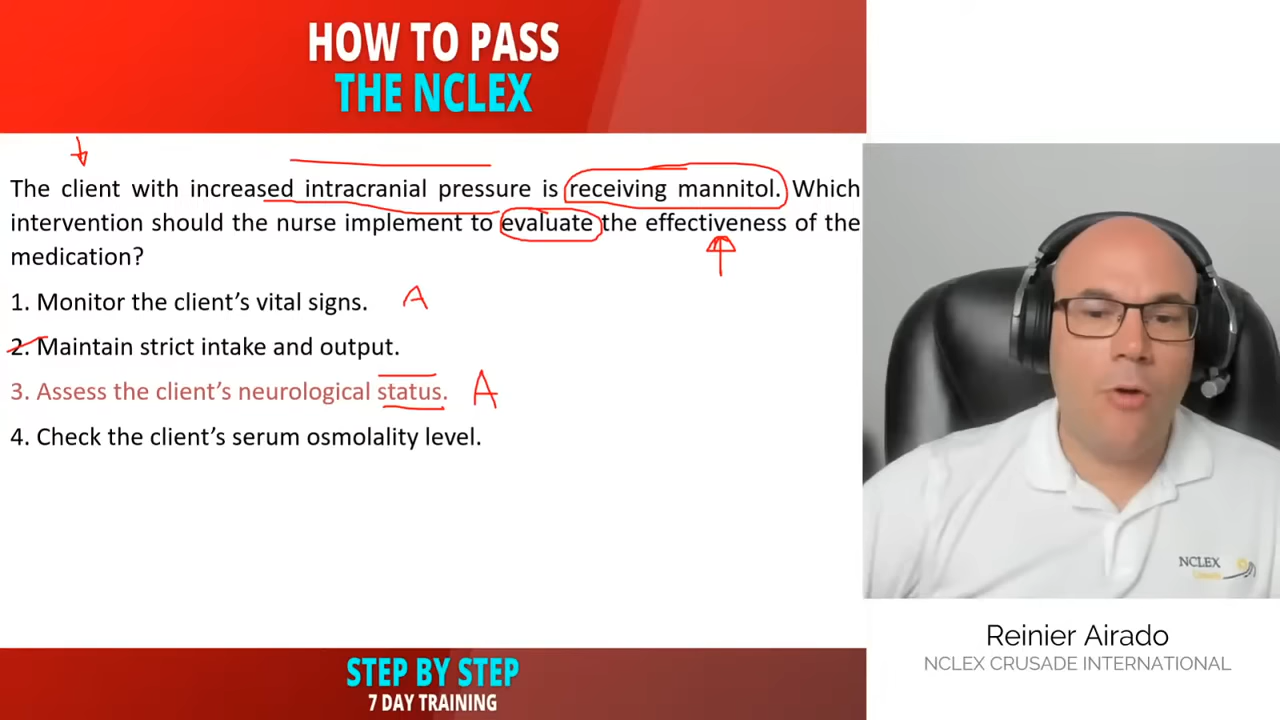 HOW TO PASS
THE NCLEX
The client with increased intracranial pressure is receiving mannitol. Which
intervention should the nurse implement to evaluate the effectiveness of the
medication?
1. Monitor the client's vital signs. A
2. Maintain strict intake and output.
3. Assess the client's neurological status. A
4. Check the client's serum osmolality level.
NCLEX
Reinier Airado
NCLEX CRUSADE INTERNATIONAL
STEP BY STEP
7 DAY TRAINING